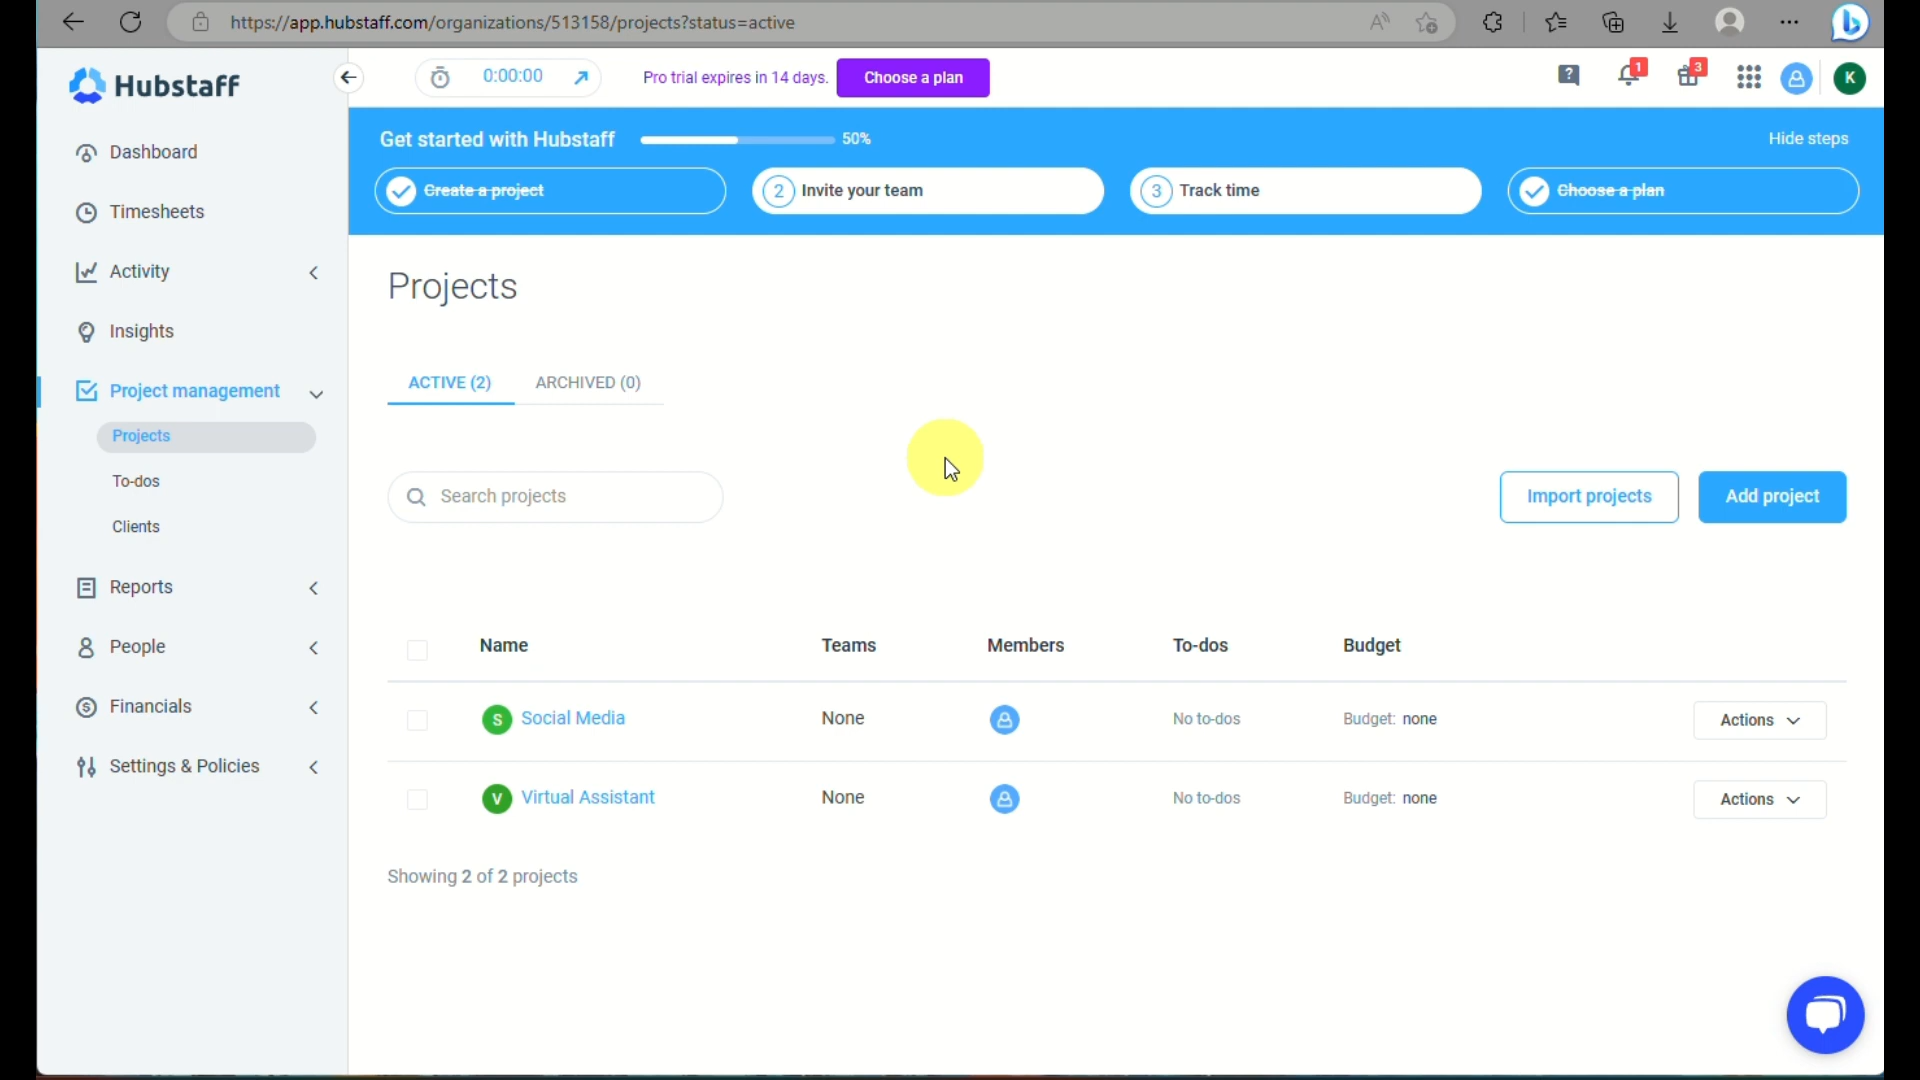 https://app.hubstaff.com/organizations/513158/projects?status=active
Hubstaff
0:00:00
Pro trial expires in 14 days.
Choose a plan
1
3
K
Get started with Hubstaff
50%
Hide steps
Create a project
2 Invite your team
3 Track time
Choose a plan
Dashboard
Timesheets
Activity
Insights
Project management
Projects
To-dos
Clients
Reports
People
Financials
Settings & Policies
Projects
ACTIVE (2)
ARCHIVED (0)
Search projects
Import projects
Add project
Name Teams Members To-dos Budget
S Social Media None No to-dos Budget: none Actions
V Virtual Assistant None No to-dos Budget: none Actions
Showing 2 of 2 projects